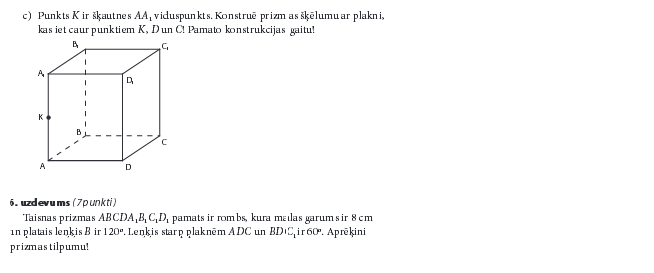 c) Punkts K ir šķautnes AA₁ viduspunkts. Konstruē prizmas šķēlumu ar plakni,
kas iet caur punktiem K, D un C! Pamato konstrukcijas gaitu!
B₁
C₁
A₁
D₁
K
B
C
A
D
6. uzdevums (7punkti)
Taisnas prizmas ABCDA₁B₁C₁D₁ pamats ir rombs, kura malas garums ir 8 cm
un platais leņķis B ir 120°. Leņķis starp plaknēm ADC un BDC₁ ir 60°. Aprēķini
prizmas tilpumu!